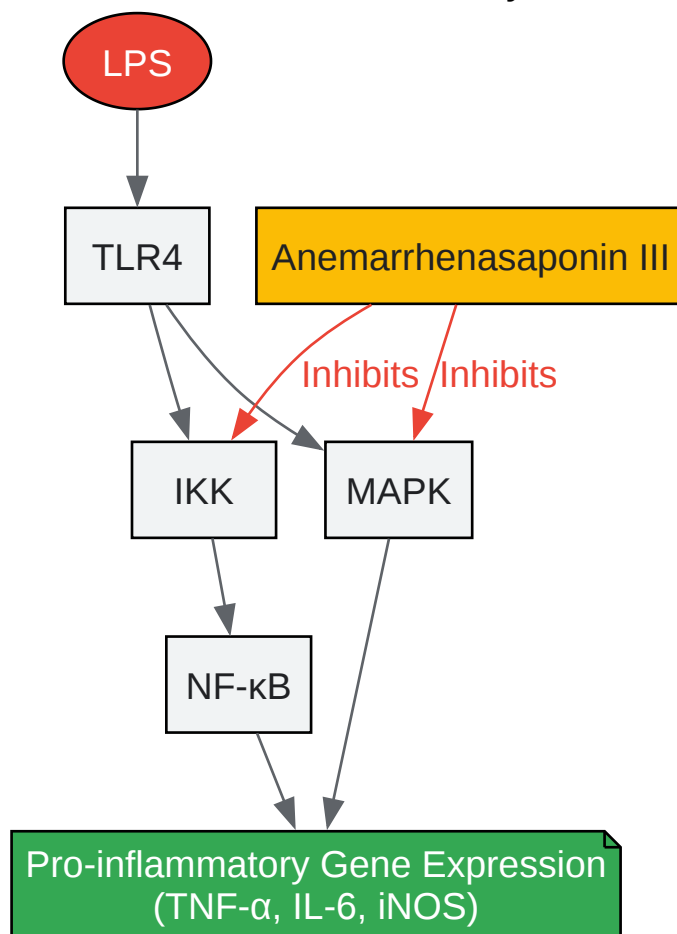 LPS
TLR4
Anemarrhenasaponin III
Inhibits
Inhibits
IKK
MAPK
NF-κB
Pro-inflammatory Gene Expression
(TNF-α, IL-6, iNOS)